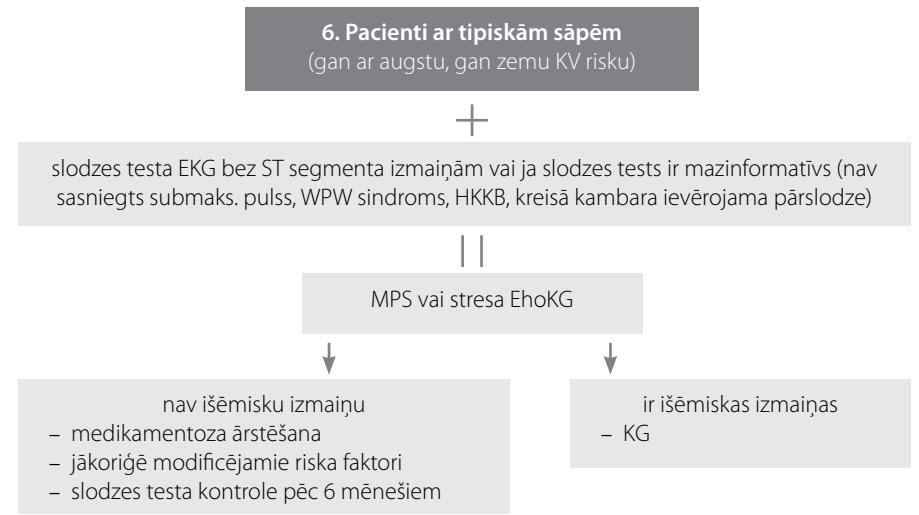 6. Pacienti ar tipiskām sāpēm
(gan ar augstu, gan zemu KV risku)
slodzes testa EKG bez ST segmenta izmaiņām vai ja slodzes tests ir mazinformatīvs (nav
sasniegts submaks. pulss, WPW sindroms, HKKB, kreisā kambara ievērojama pārslodze)
MPS vai stresa EhoKG
nav išēmisku izmaiņu
– medikamentoza ārstēšana
– jākoriģē modificējamie riska faktori
– slodzes testa kontrole pēc 6 mēnešiem
ir išēmiskas izmaiņas
– KG